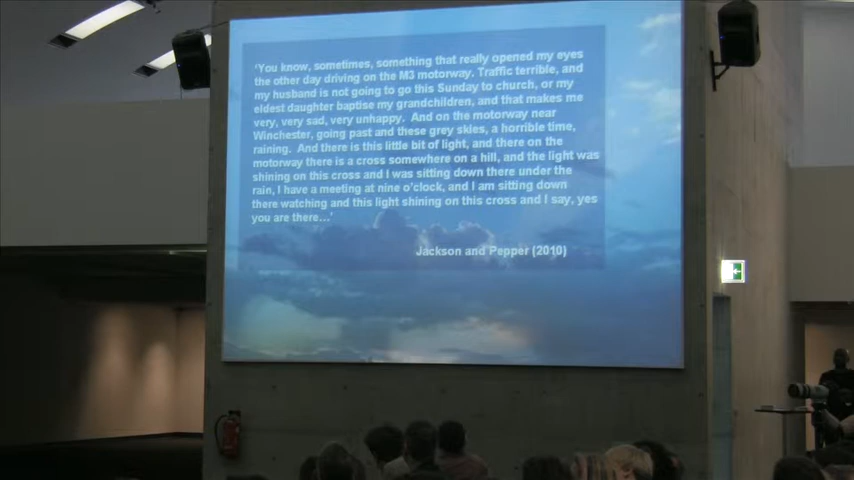 ‘You know, sometimes, something that really opened my eyes
the other day driving on the M3 motorway. Traffic terrible, and
my husband is not going to go this Sunday to church, or my
eldest daughter baptise my grandchildren, and that makes me
very, very sad, very unhappy. And on the motorway near
Winchester, going past and these grey skies, a horrible time,
raining. And there is this little bit of light, and there on the
motorway there is a cross somewhere on a hill, and the light was
shining on this cross and I was sitting down there under the
rain, I have a meeting at nine o’clock, and I am sitting down
there watching and this light shining on this cross and I say, yes
you are there...’
Jackson and Pepper (2010)